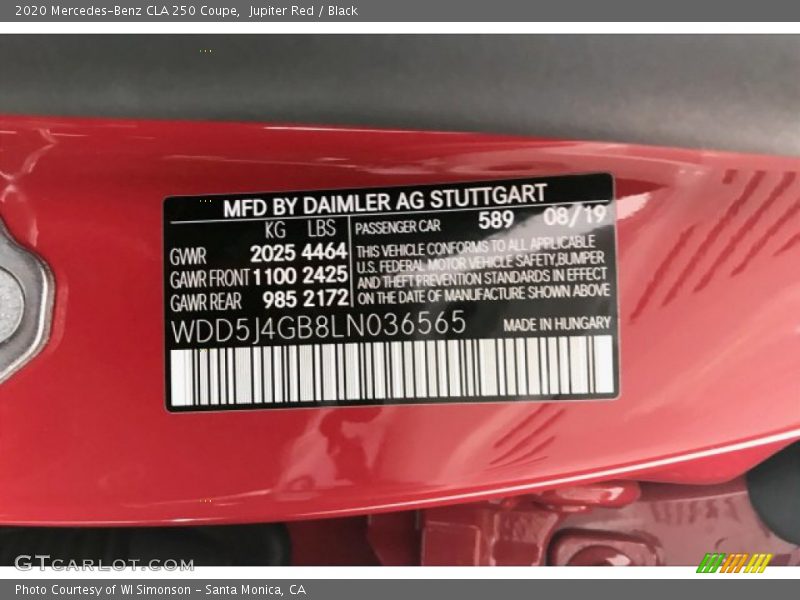 2020 Mercedes-Benz CLA 250 Coupe, Jupiter Red / Black
MFD BY DAIMLER AG STUTTGART
KG LBS
GWR 2025 4464
GAWR FRONT 1100 2425
GAWR REAR 985 2172
PASSENGER CAR 589 08/19
THIS VEHICLE CONFORMS TO ALL APPLICABLE
U.S. FEDERAL MOTOR VEHICLE SAFETY,BUMPER
AND THEFT PREVENTION STANDARDS IN EFFECT
ON THE DATE OF MANUFACTURE SHOWN ABOVE
WDD5J4GB8LN036565 MADE IN HUNGARY
GTCARLOT.COM
Photo Courtesy of WI Simonson - Santa Monica, CA